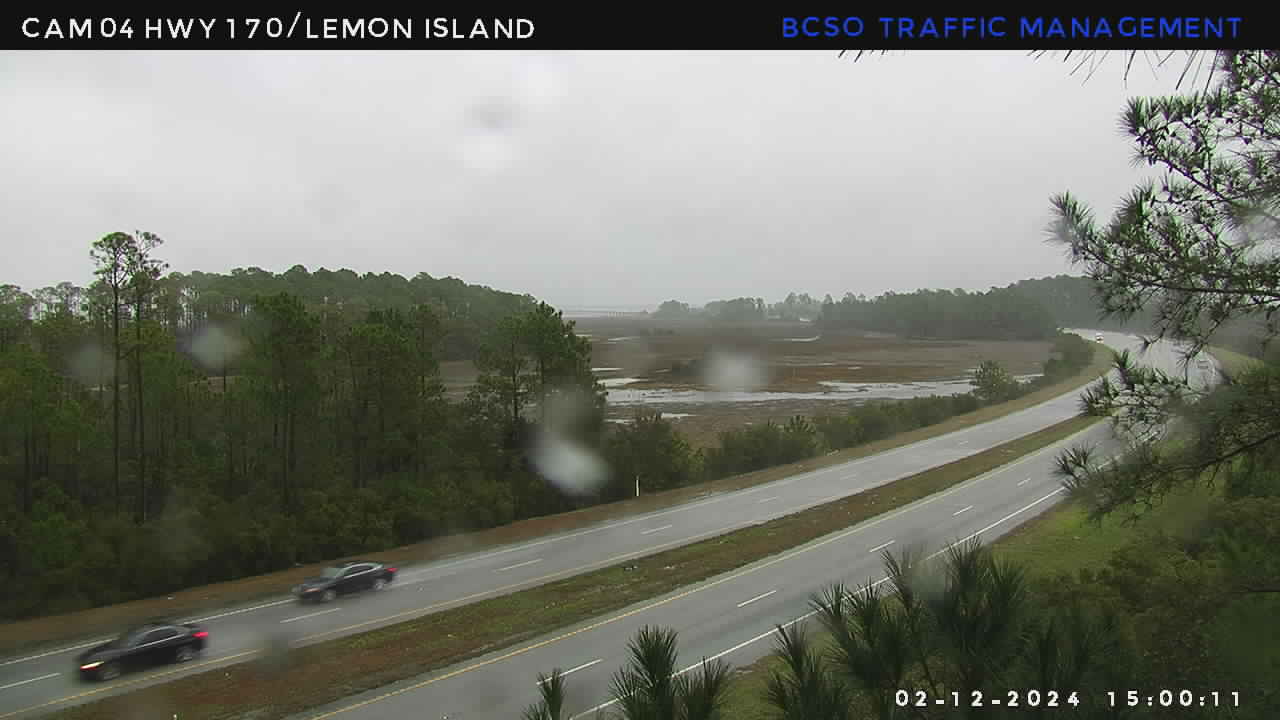 CAM04 HWY 170/LEMON ISLAND
BCSO TRAFFIC MANAGEMENT
02-12-2024 15:00:11